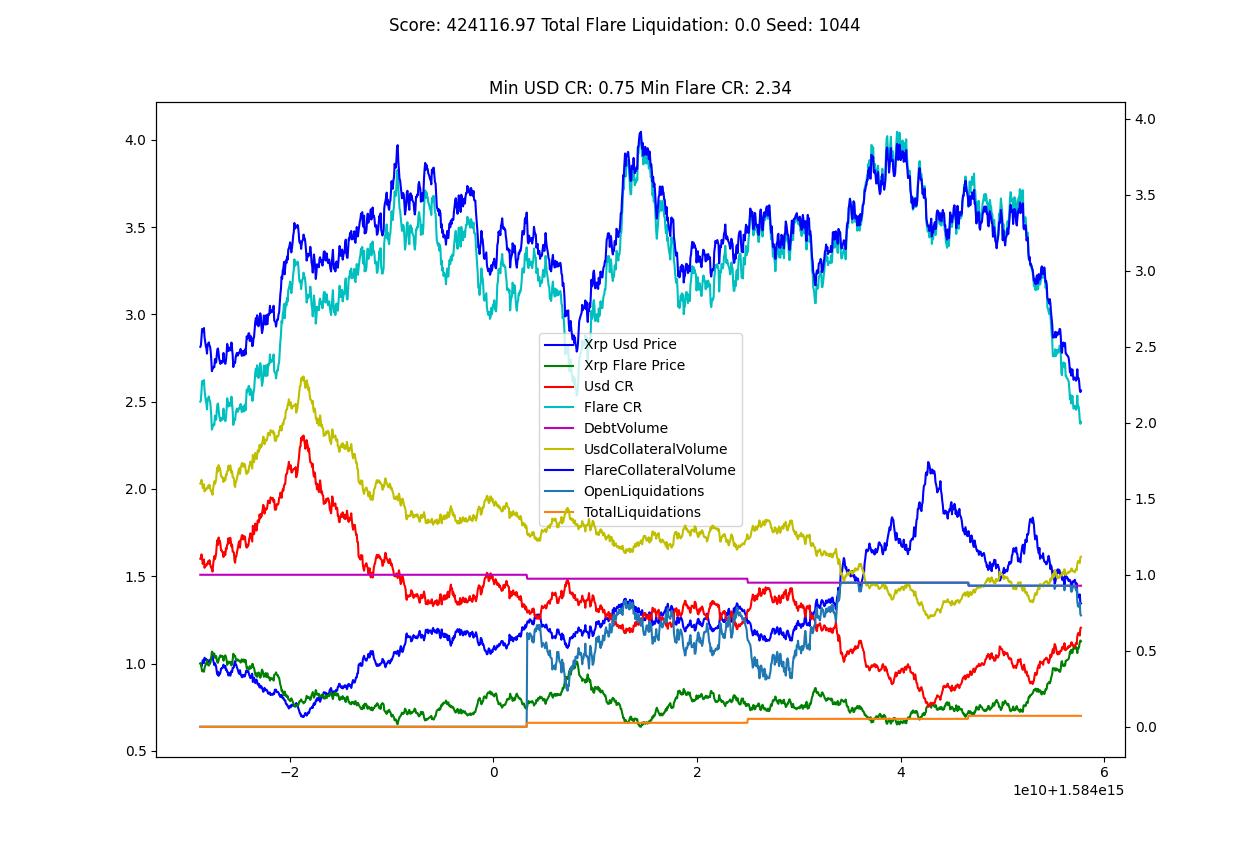 Score: 424116.97 Total Flare Liquidation: 0.0 Seed: 1044
Min USD CR: 0.75 Min Flare CR: 2.34
4.0
3.5
3.0
2.5
2.0
1.5
1.0
0.5
4.0
3.5
3.0
2.5
2.0
1.5
1.0
0.5
0.0
Xrp Usd Price
Xrp Flare Price
Usd CR
Flare CR
DebtVolume
UsdCollateralVolume
FlareCollateralVolume
OpenLiquidations
TotalLiquidations
−2 0 2 4 6
1e10+1.584e15